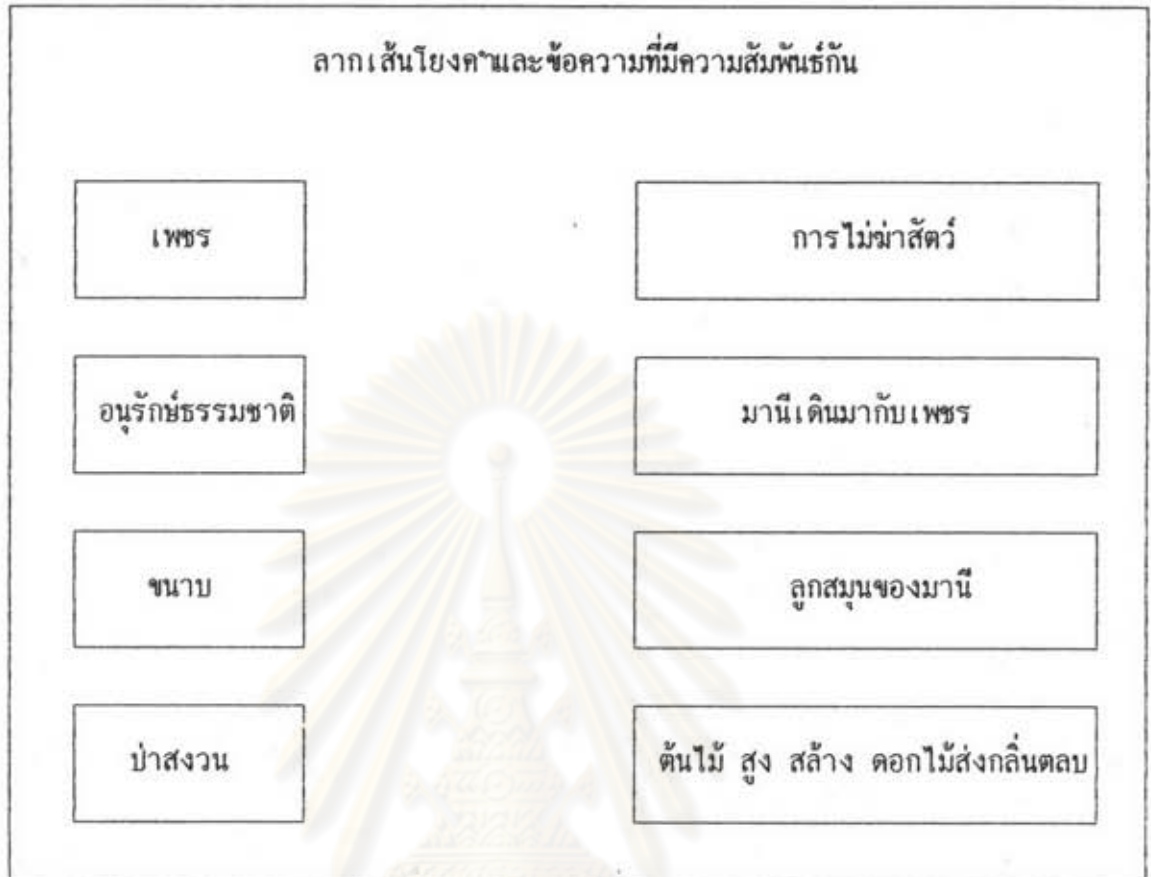 ลากเส้นโยงคำและข้อความที่มีความสัมพันธ์กัน
เพชร
การไม่ฆ่าสัตว์
อนุรักษ์ธรรมชาติ
มานีเดินมากับเพชร
ขนาบ
ลูกสมุนของมานี
ป่าสงวน
ต้นไม้ สูง สล้าง ดอกไม้ส่งกลิ่นตลบ